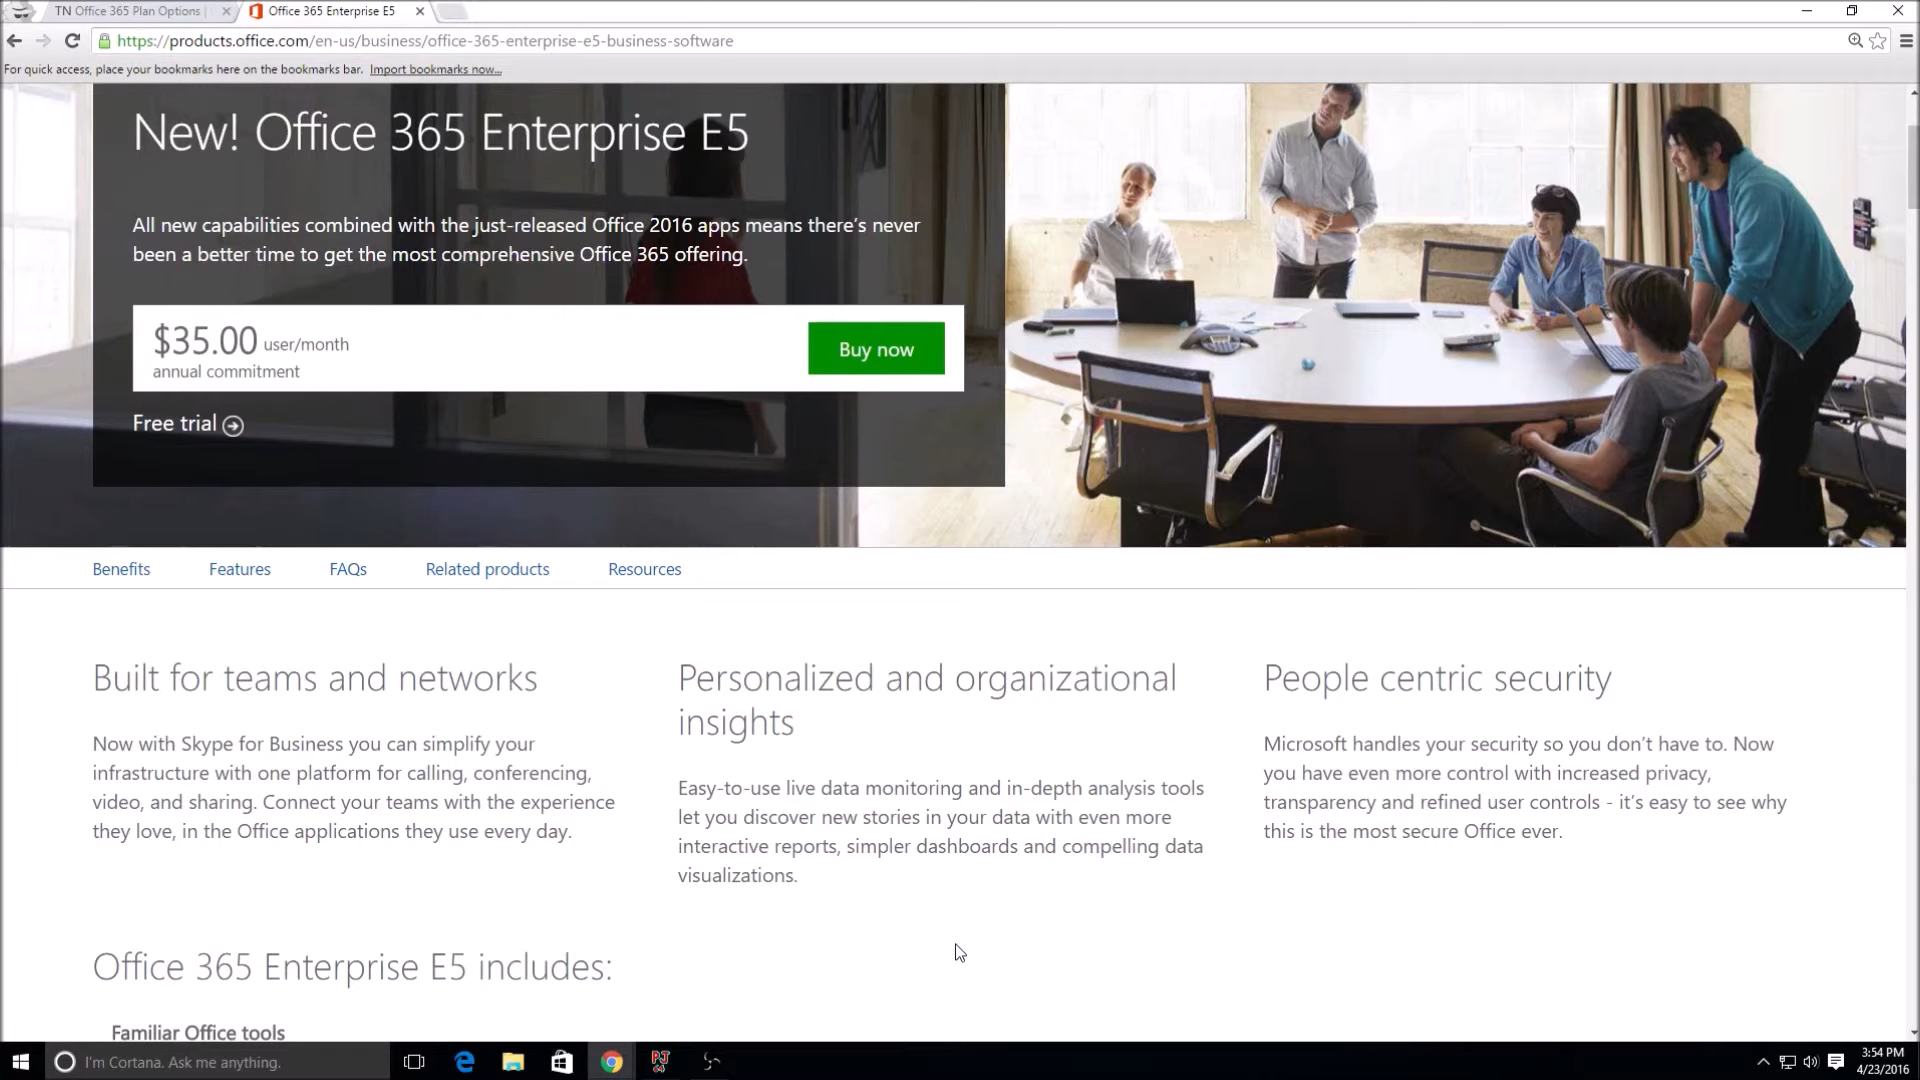 TN Office 365 Plan Options |
Office 365 Enterprise E5
https://products.office.com/en-us/business/office-365-enterprise-e5-business-software
For quick access, place your bookmarks here on the bookmarks bar. Import bookmarks now...
New! Office 365 Enterprise E5
All new capabilities combined with the just-released Office 2016 apps means there's never
been a better time to get the most comprehensive Office 365 offering.
$35.00 user/month
annual commitment
Buy now
Free trial
Benefits Features FAQs Related products Resources
Built for teams and networks
Now with Skype for Business you can simplify your
infrastructure with one platform for calling, conferencing,
video, and sharing. Connect your teams with the experience
they love, in the Office applications they use every day.
Personalized and organizational
insights
Easy-to-use live data monitoring and in-depth analysis tools
let you discover new stories in your data with even more
interactive reports, simpler dashboards and compelling data
visualizations.
People centric security
Microsoft handles your security so you don't have to. Now
you have even more control with increased privacy,
transparency and refined user controls - it's easy to see why
this is the most secure Office ever.
Office 365 Enterprise E5 includes:
Familiar Office tools
I'm Cortana. Ask me anything.
3:54 PM
4/23/2016